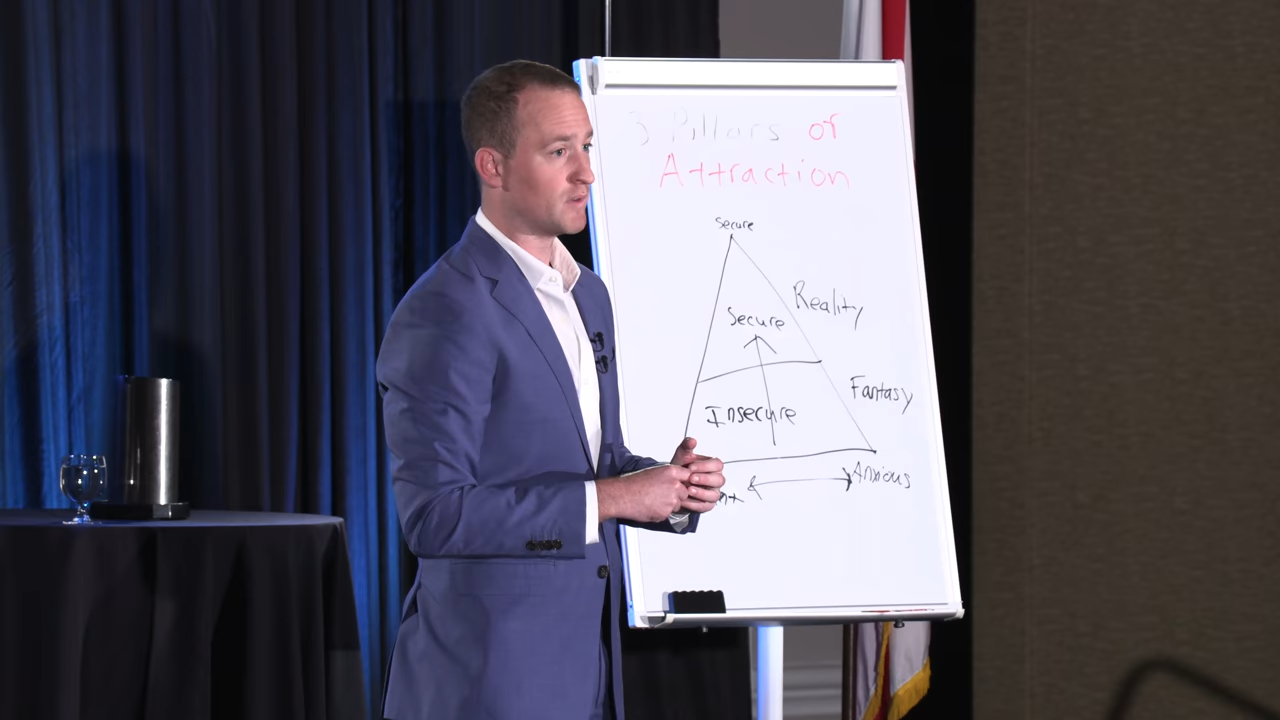 3 Pillars of
Attraction
Secure
Reality
Secure
Fantasy
Insecure
Anxious